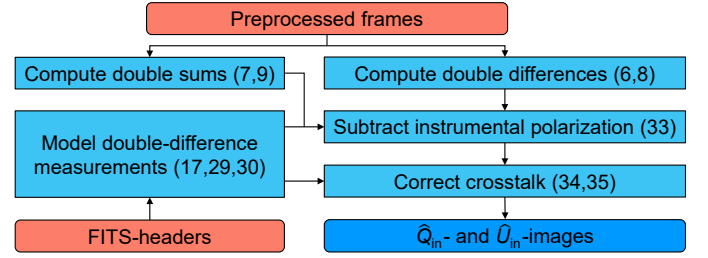 Preprocessed frames
Compute double sums (7,9)
Compute double differences (6,8)
Model double-difference
measurements (17,29,30)
Subtract instrumental polarization (33)
Correct crosstalk (34,35)
FITS-headers
Q̂in- and Ûin-images